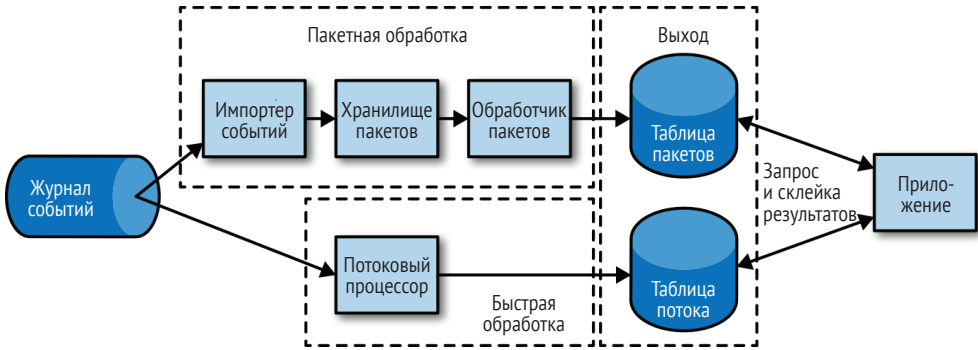 Пакетная обработка
Выход
Импортер
событий
Хранилище
пакетов
Обработчик
пакетов
Таблица
пакетов
Журнал
событий
Запрос
и склейка
результатов
Прило-
жение
Потоковый
процессор
Быстрая
обработка
Таблица
потока